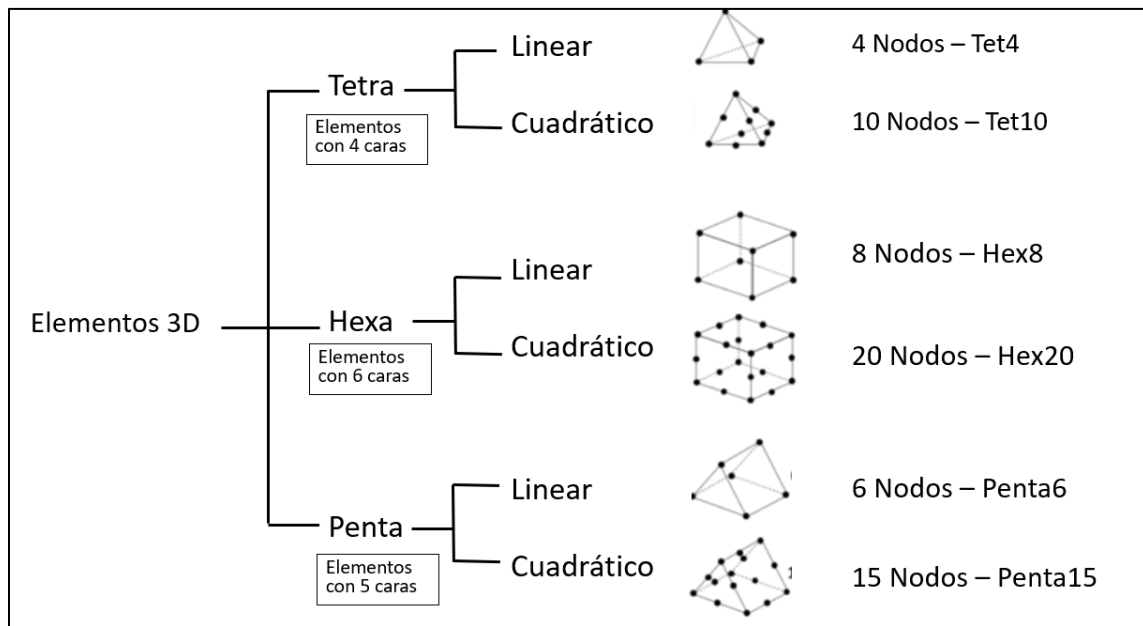 Elementos 3D
Tetra
Elementos
con 4 caras
Linear
4 Nodos – Tet4
Cuadrático
10 Nodos – Tet10
Hexa
Elementos
con 6 caras
Linear
8 Nodos – Hex8
Cuadrático
20 Nodos – Hex20
Penta
Elementos
con 5 caras
Linear
6 Nodos – Penta6
Cuadrático
15 Nodos – Penta15